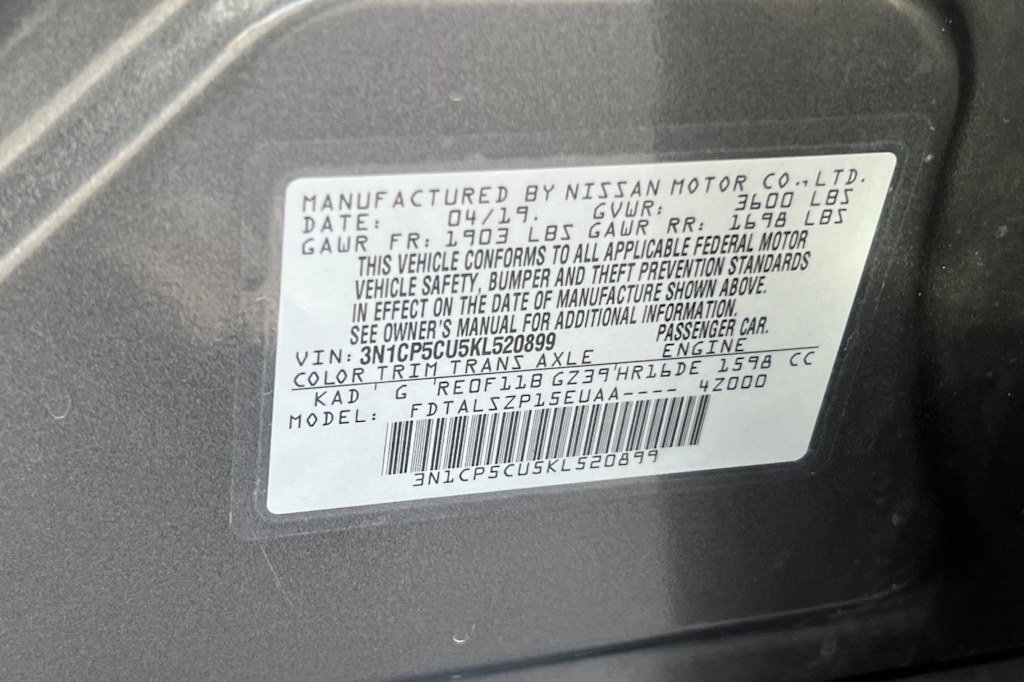 MANUFACTURED BY NISSAN MOTOR CO.,LTD.
DATE: 04/19. GVWR: 3600 LBS
GAWR FR: 1903 LBS GAWR RR: 1698 LBS
THIS VEHICLE CONFORMS TO ALL APPLICABLE FEDERAL MOTOR
VEHICLE SAFETY, BUMPER AND THEFT PREVENTION STANDARDS
IN EFFECT ON THE DATE OF MANUFACTURE SHOWN ABOVE.
SEE OWNER'S MANUAL FOR ADDITIONAL INFORMATION.
VIN: 3N1CP5CU5KL520899 PASSENGER CAR.
COLOR TRIM TRANS AXLE ENGINE
KAD ' G 'RE0F11B GZ39'HR16DE 1598 CC
MODEL: FDTALSZP15EUAA---- 4Z000
3N1CP5CU5KL520899